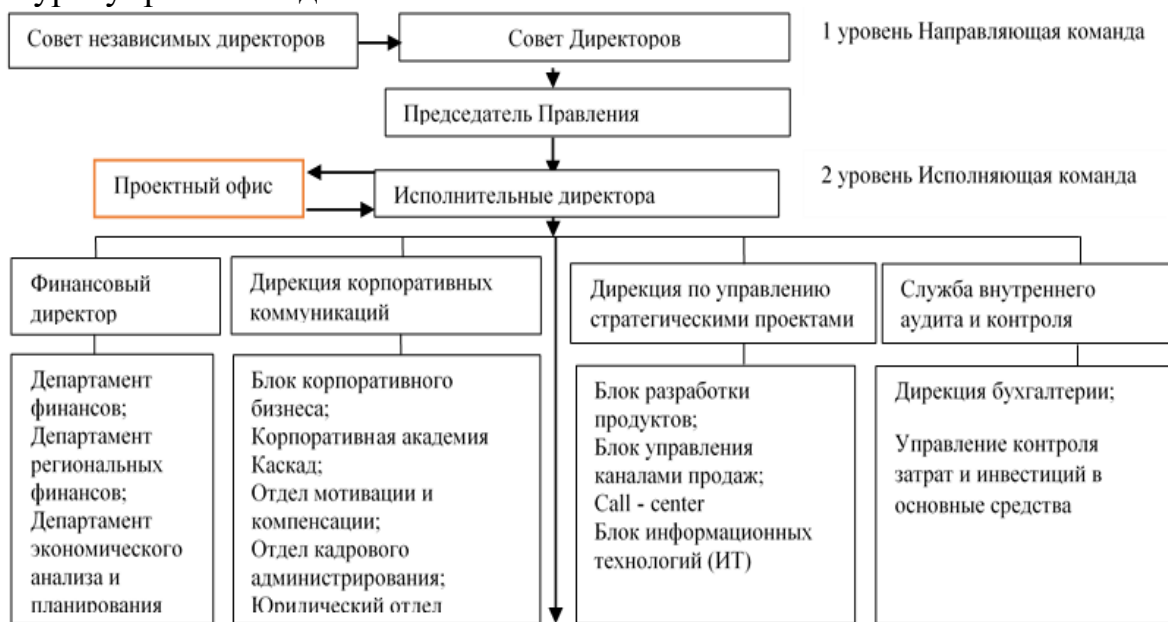 Совет независимых директоров
Совет Директоров
1 уровень Направляющая команда
Председатель Правления
Проектный офис
Исполнительные директора
2 уровень Исполняющая команда
Финансовый
директор
Дирекция корпоративных
коммуникаций
Дирекция по управлению
стратегическими проектами
Служба внутреннего
аудита и контроля
Департамент
финансов;
Департамент
региональных
финансов;
Департамент
экономического
анализа и
планирования
Блок корпоративного
бизнеса;
Корпоративная академия
Каскад;
Отдел мотивации и
компенсации;
Отдел кадрового
администрирования;
Юридический отдел
Блок разработки
продуктов;
Блок управления
каналами продаж;
Call - center
Блок информационных
технологий (ИТ)
Дирекция бухгалтерии;
Управление контроля
затрат и инвестиций в
основные средства